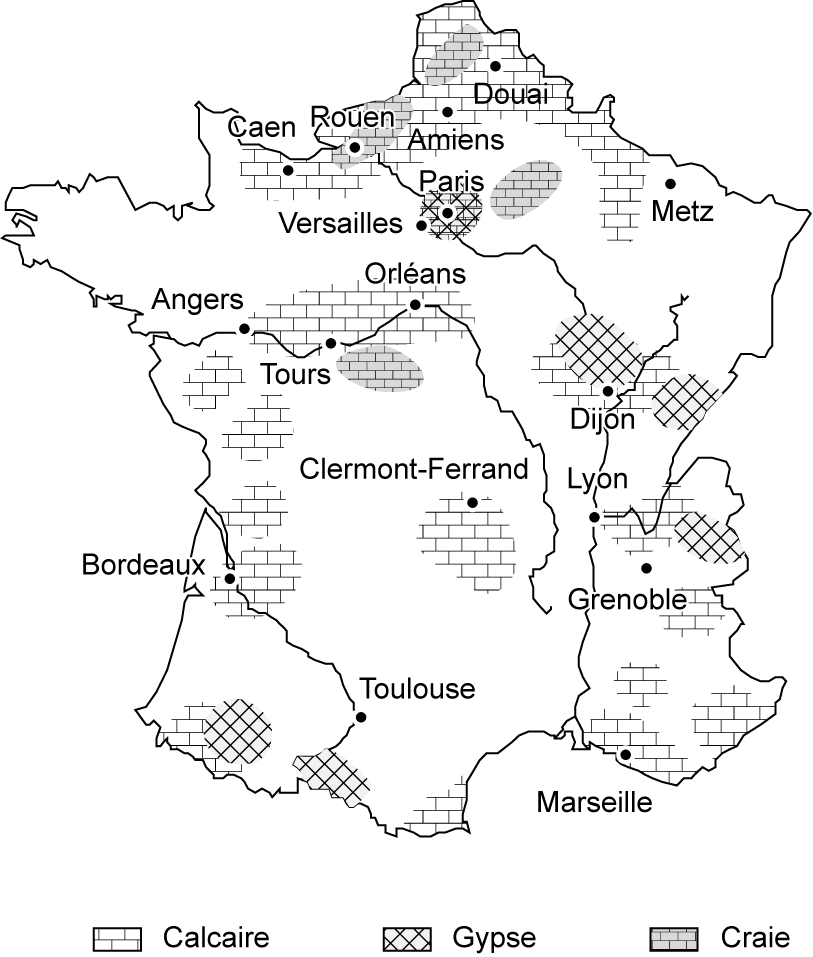 Douai
Caen
Rouen
Amiens
Paris
Metz
Versailles
Orléans
Angers
Tours
Dijon
Clermont-Ferrand
Lyon
Bordeaux
Grenoble
Toulouse
Marseille
Calcaire
Gypse
Craie